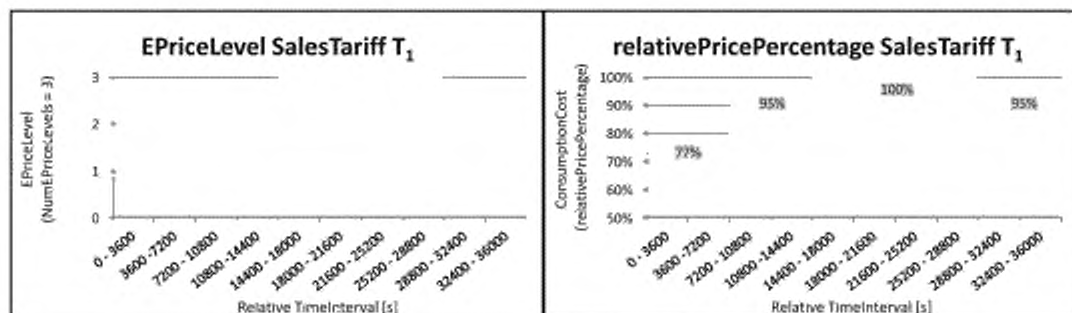 EPriceLevel SalesTariff T1
EPriceLevel
(NumEPriceLevels = 3)
3
2
1
0
0 - 3600
3600 -7200
7200 - 10800
10800 -14400
14400 - 18000
18000 - 21600
21600 - 25200
25200 - 28800
28800 - 32400
32400 - 36000
Relative TimeInterval [s]
relativePricePercentage SalesTariff T1
ConsumptionCost
(relativePricePercentage)
100%
90%
80%
70%
60%
50%
77%
95%
100%
95%
0 - 3600
3600 -7200
7200 - 10800
10800 -14400
14400 - 18000
18000 - 21600
21600 - 25200
25200 - 28800
28800 - 32400
32400 - 36000
Relative TimeInterval [s]